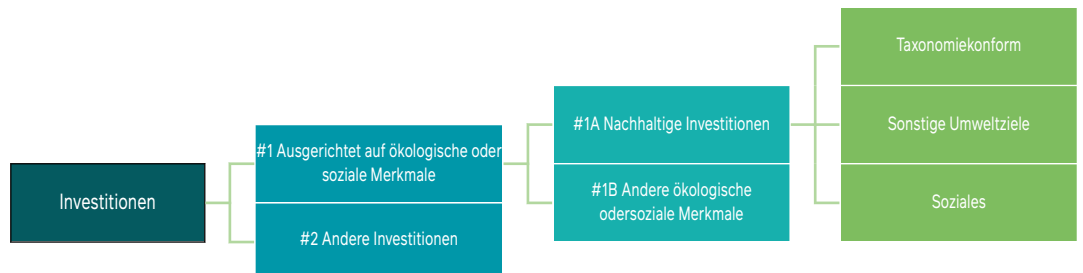 Investitionen
#1 Ausgerichtet auf ökologische oder
soziale Merkmale
#2 Andere Investitionen
#1A Nachhaltige Investitionen
#1B Andere ökologische
odersoziale Merkmale
Taxonomiekonform
Sonstige Umweltziele
Soziales